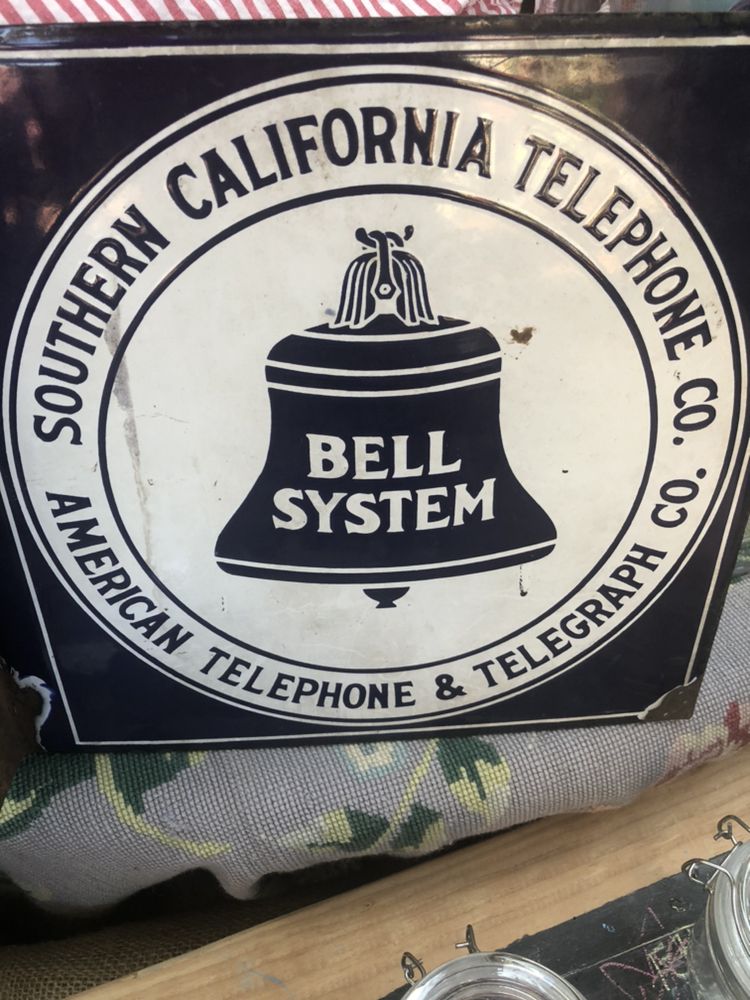 SOUTHERN CALIFORNIA TELEPHONE CO.
BELL
SYSTEM
AMERICAN TELEPHONE & TELEGRAPH CO.